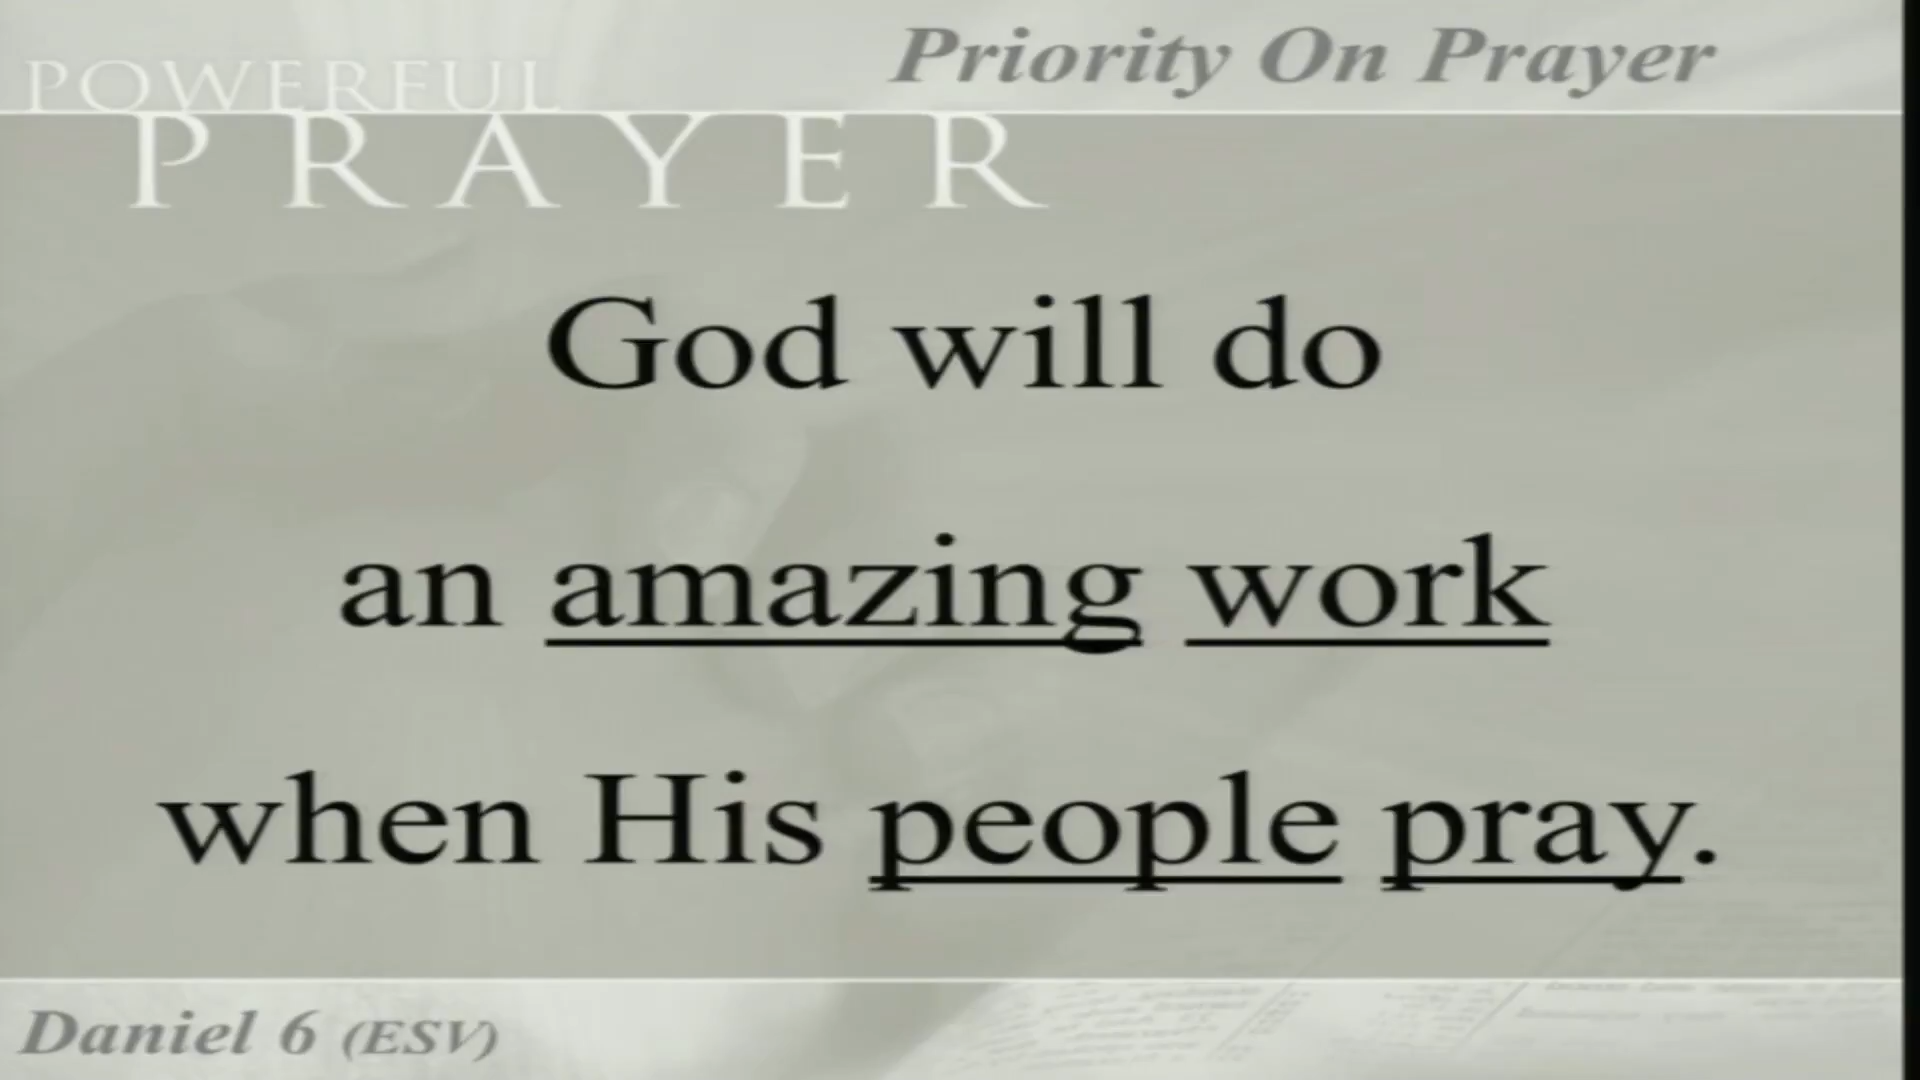 POWERFUL
Priority On Prayer
PRAYER
God will do
an amazing work
when His people pray.
Daniel 6 (ESV)